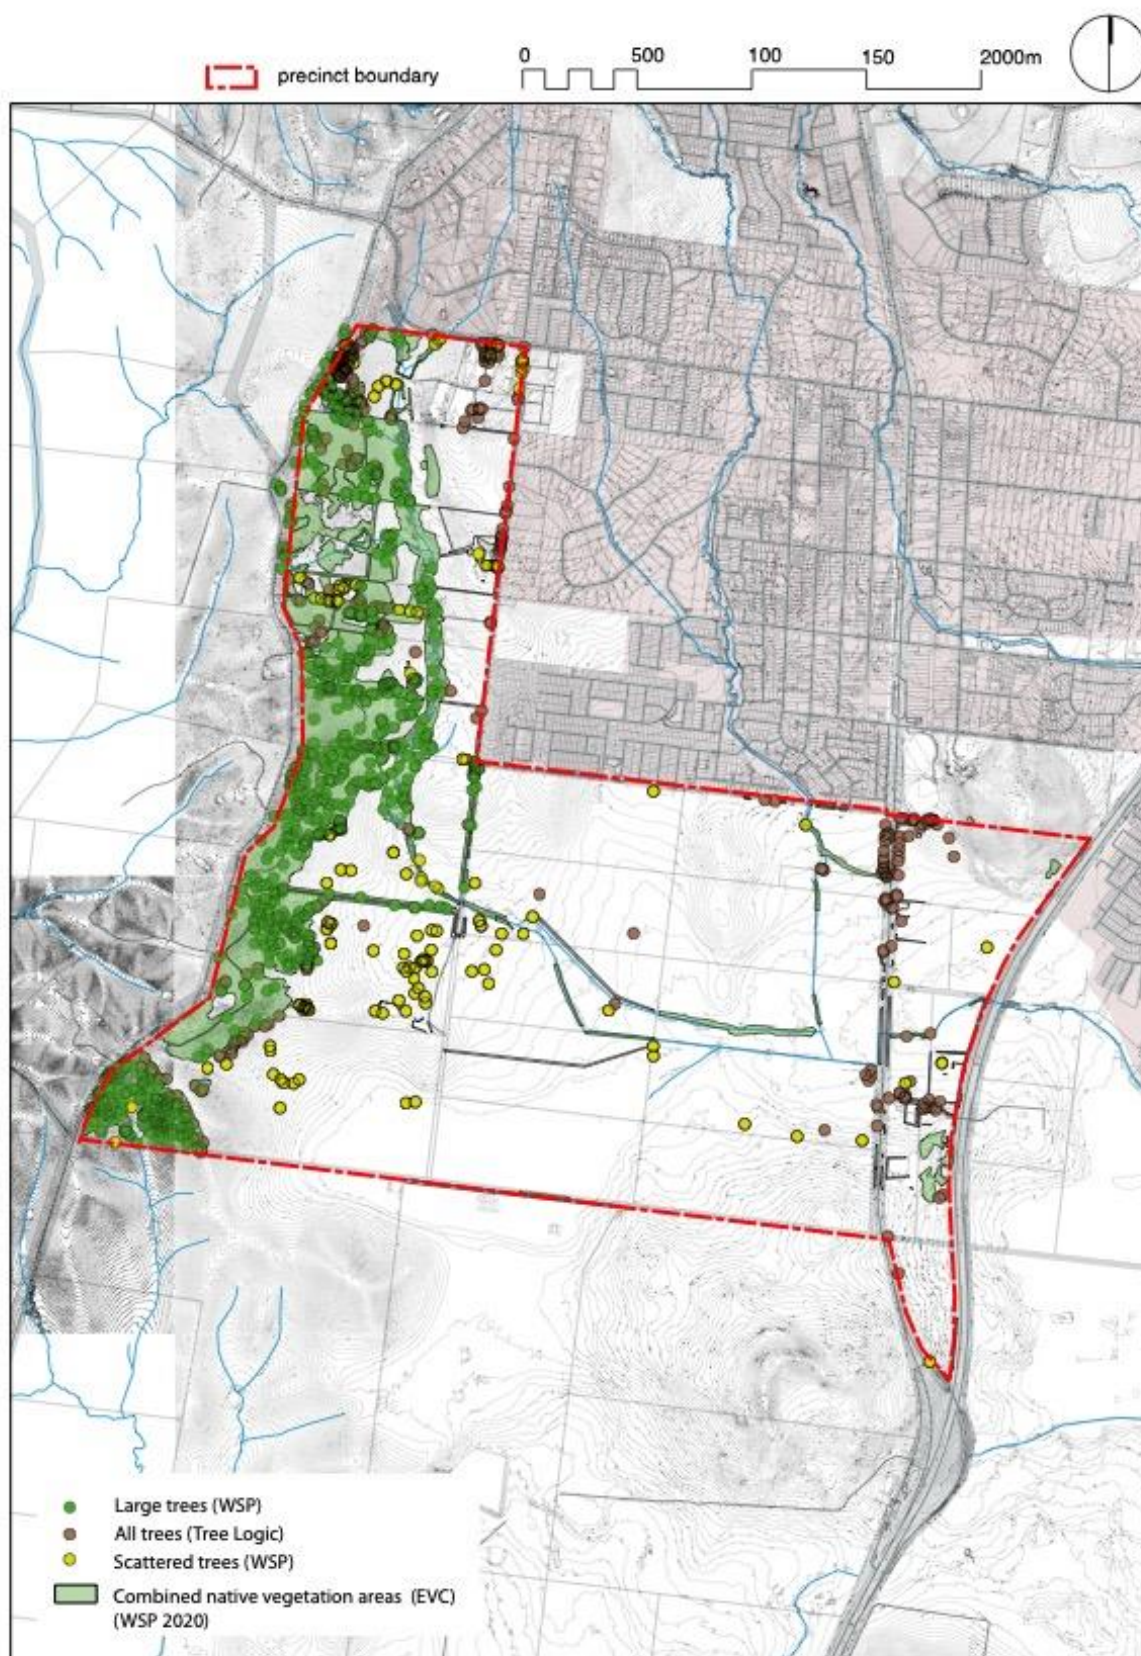 0 500 100 150 2000m
precinct boundary
Large trees (WSP)
All trees (Tree Logic)
Scattered trees (WSP)
Combined native vegetation areas (EVC)
(WSP 2020)